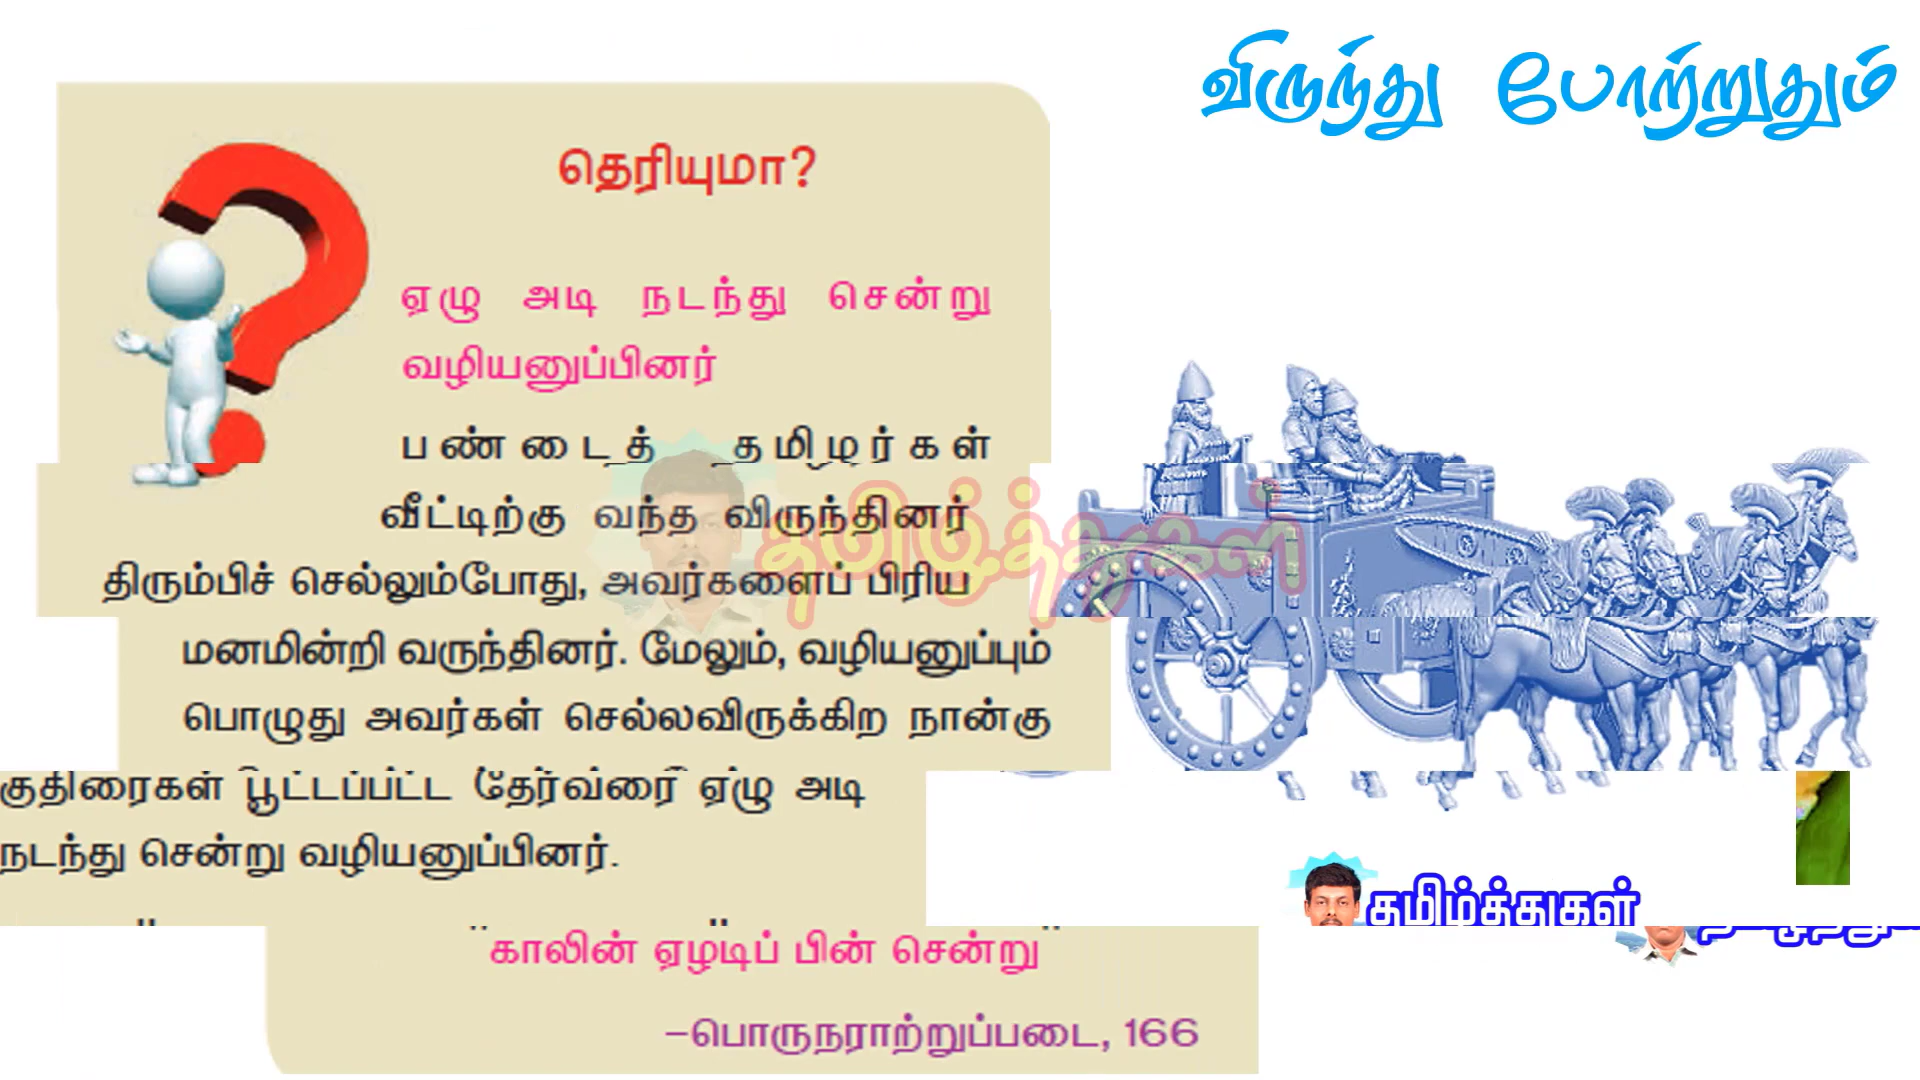 விருந்து போற்றுதும்
தெரியுமா?
ஏழு அடி நடந்து சென்று
வழியனுப்பினர்
பண்டைத் தமிழர்கள்
வீட்டிற்கு வந்த விருந்தினர்
திரும்பிச் செல்லும்போது, அவர்களைப் பிரிய
மனமின்றி வருந்தினர். மேலும், வழியனுப்பும்
பொழுது அவர்கள் செல்லவிருக்கிற நான்கு
குதிரைகள் பூட்டப்பட்ட தேர்வரை ஏழு அடி
நடந்து சென்று வழியனுப்பினர்.
காலின் ஏழடிப் பின் சென்று
–பொருநராற்றுப்படை, 166
தமிழ்த்துகள்
தமிழ்த்துகள்